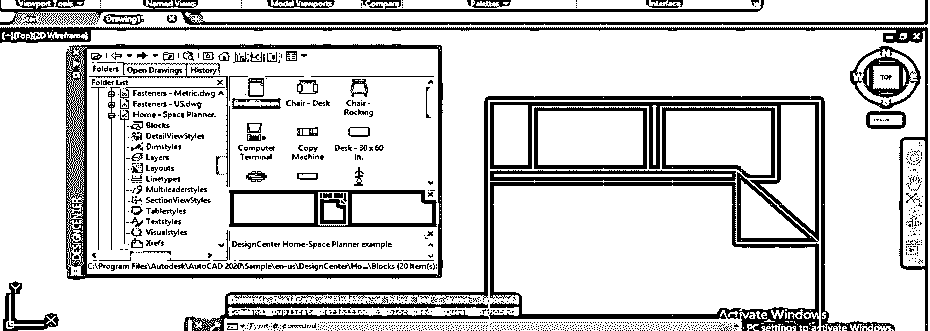 Viewport Tools
Named Views
Model Viewports
Compare
Palettes
Interface
Drawing1
[-][Top][2D Wireframe]
Folders
Open Drawings
History
Folder List
Fasteners - Metric.dwg
Fasteners - US.dwg
Home - Space Planner.
Blocks
DetailViewStyles
Dimstyles
Layers
Layouts
Linetypes
Multileaderstyles
SectionViewStyles
Tablestyles
Textstyles
Visualstyles
Xrefs
Chair - Desk
Chair -
Rocking
Computer
Terminal
Copy
Machine
Desk - 30 x 60
in.
DesignCenter Home-Space Planner example
C:\Program Files\Autodesk\AutoCAD 2020\Sample\en-us\DesignCenter\Ho...\Blocks (20 Item(s))
DESIGNCENTER
TOP
Y
X
Type a command
Activate Windows
PC settings to activate Windows